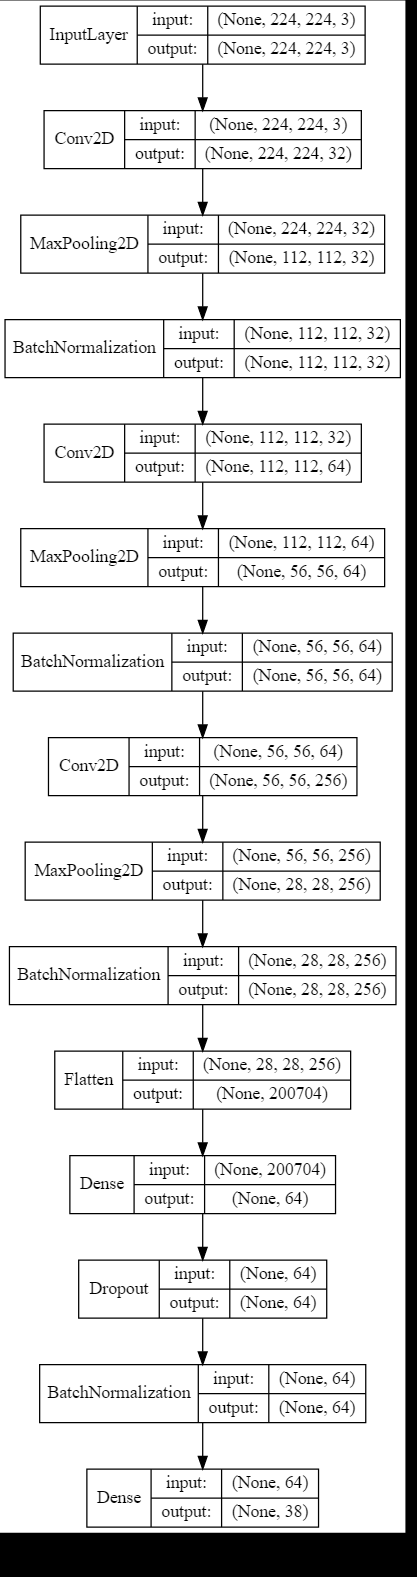 InputLayer input: (None, 224, 224, 3)
output: (None, 224, 224, 3)
Conv2D input: (None, 224, 224, 3)
output: (None, 224, 224, 32)
MaxPooling2D input: (None, 224, 224, 32)
output: (None, 112, 112, 32)
BatchNormalization input: (None, 112, 112, 32)
output: (None, 112, 112, 32)
Conv2D input: (None, 112, 112, 32)
output: (None, 112, 112, 64)
MaxPooling2D input: (None, 112, 112, 64)
output: (None, 56, 56, 64)
BatchNormalization input: (None, 56, 56, 64)
output: (None, 56, 56, 64)
Conv2D input: (None, 56, 56, 64)
output: (None, 56, 56, 256)
MaxPooling2D input: (None, 56, 56, 256)
output: (None, 28, 28, 256)
BatchNormalization input: (None, 28, 28, 256)
output: (None, 28, 28, 256)
Flatten input: (None, 28, 28, 256)
output: (None, 200704)
Dense input: (None, 200704)
output: (None, 64)
Dropout input: (None, 64)
output: (None, 64)
BatchNormalization input: (None, 64)
output: (None, 64)
Dense input: (None, 64)
output: (None, 38)